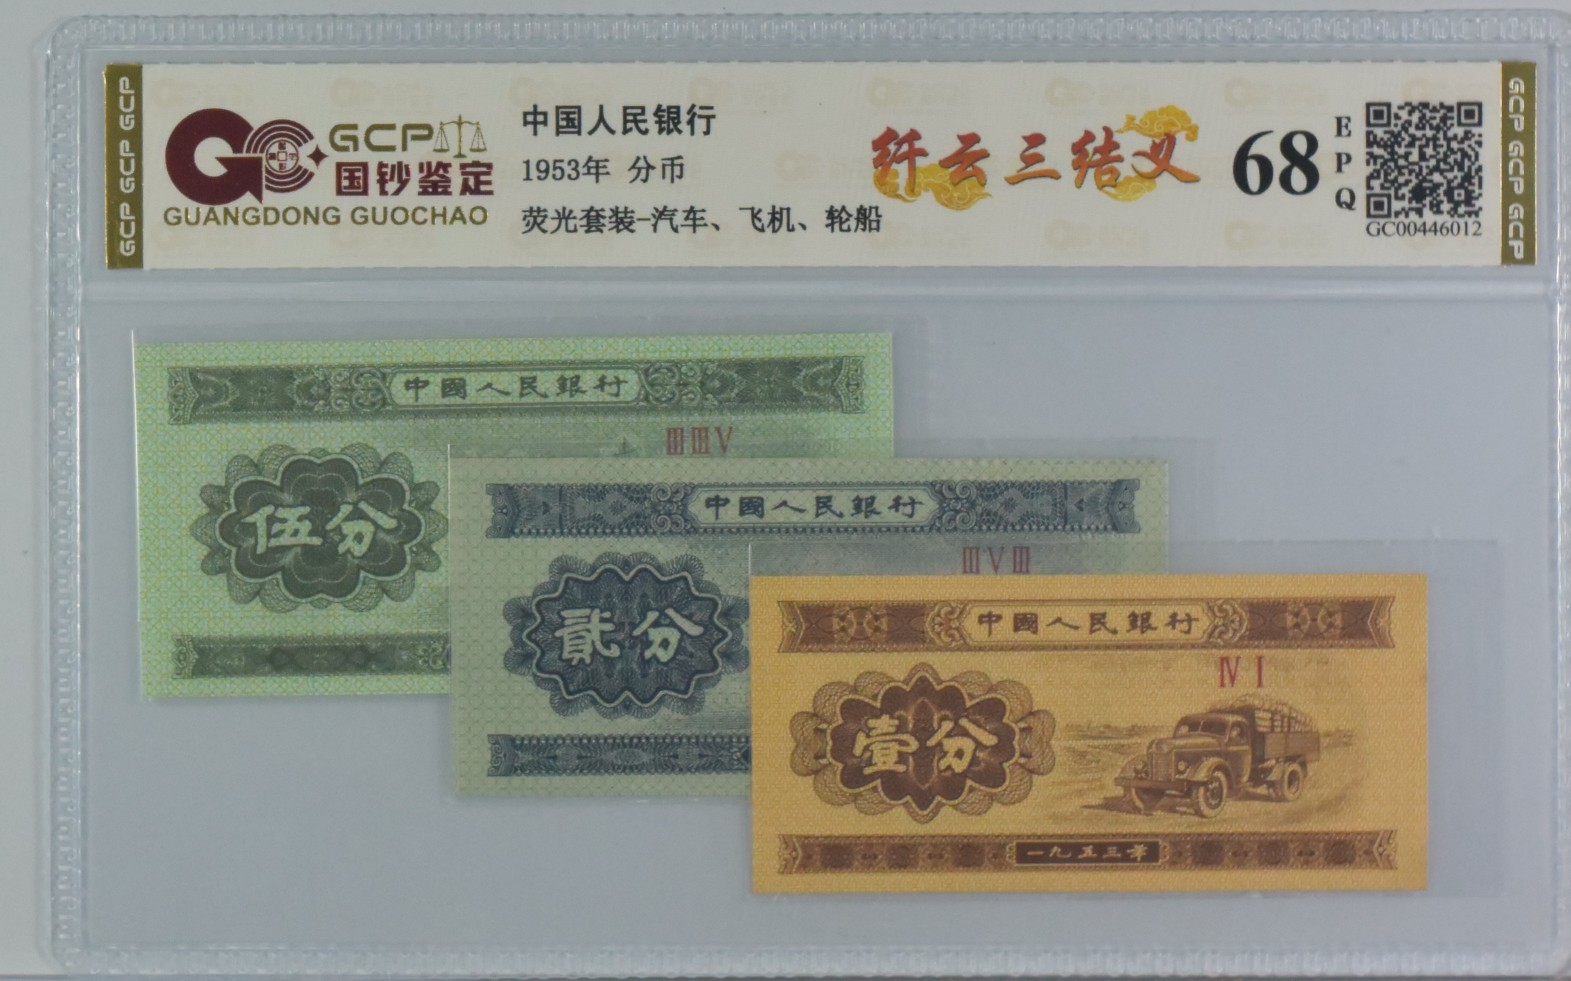 GCP GCP GCP
GCP
国钞鉴定
GUANGDONG GUOCHAO
中国人民银行
1953年 分币
荧光套装-汽车、飞机、轮船
纤云三结义
68
EPQ
GC00446012
GCP GCP GCP
中國人民銀行
ⅢⅢⅤ
伍分
中國人民銀行
ⅢⅤⅢ
貳分
中國人民銀行
ⅣⅠ
壹分
一九五三年